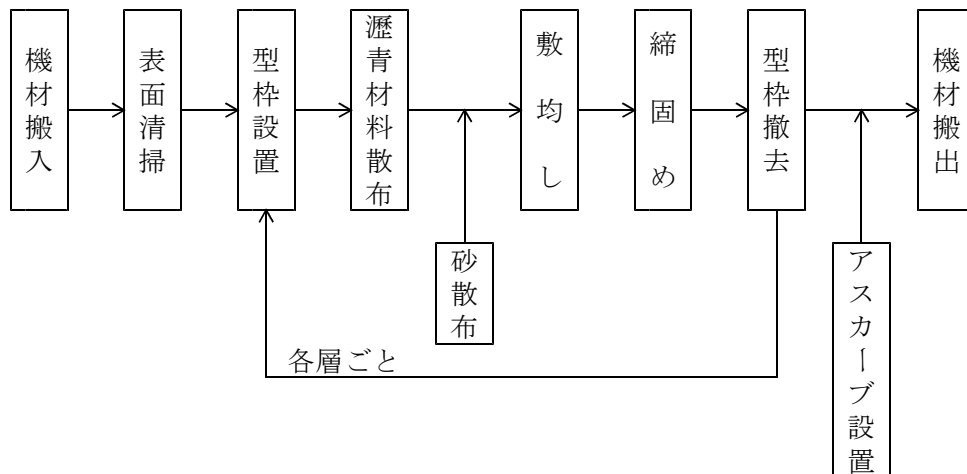 機材搬入
表面清掃
型枠設置
瀝青材料散布
敷均し
締固め
型枠撤去
機材搬出
砂散布
アスカーブ設置
各層ごと